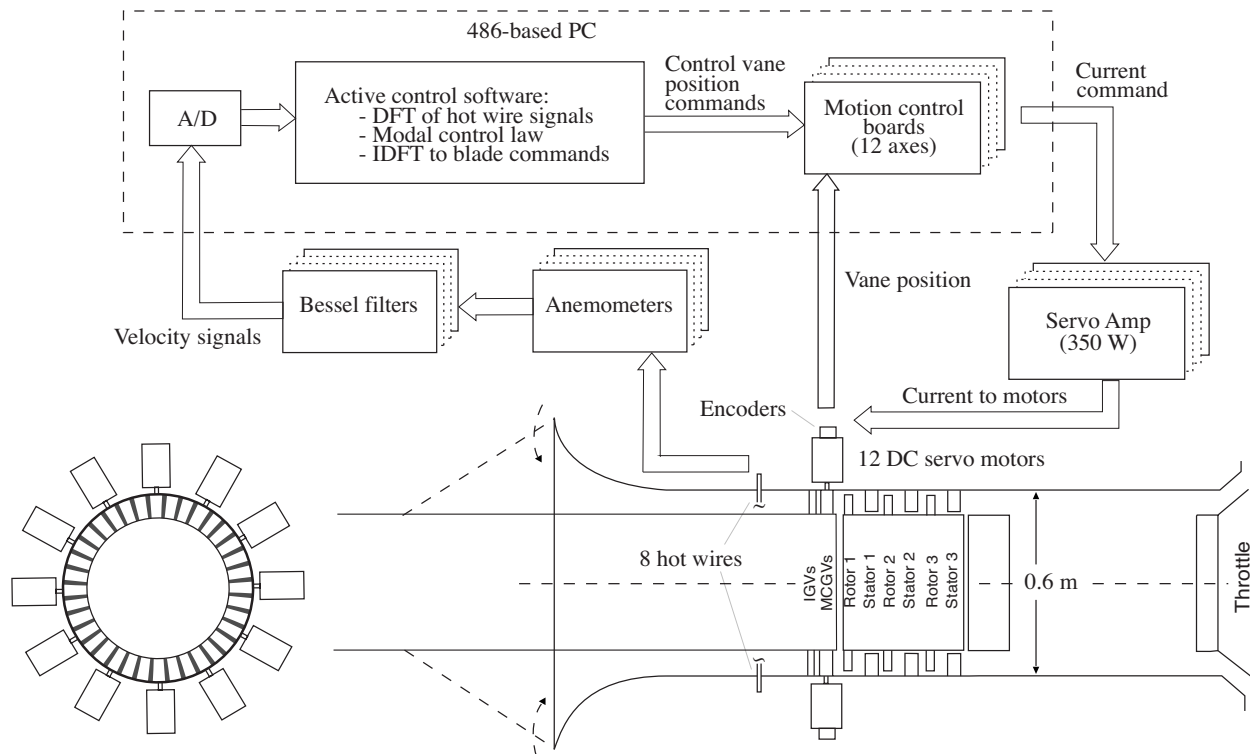 486-based PC
A/D
Active control software:
- DFT of hot wire signals
- Modal control law
- IDFT to blade commands
Control vane
position
commands
Motion control
boards
(12 axes)
Current
command
Bessel filters
Anemometers
Vane position
Velocity signals
Servo Amp
(350 W)
Current to motors
Encoders
12 DC servo motors
8 hot wires
IGVs
MCGVs
Rotor 1
Stator 1
Rotor 2
Stator 2
Rotor 3
Stator 3
0.6 m
Throttle